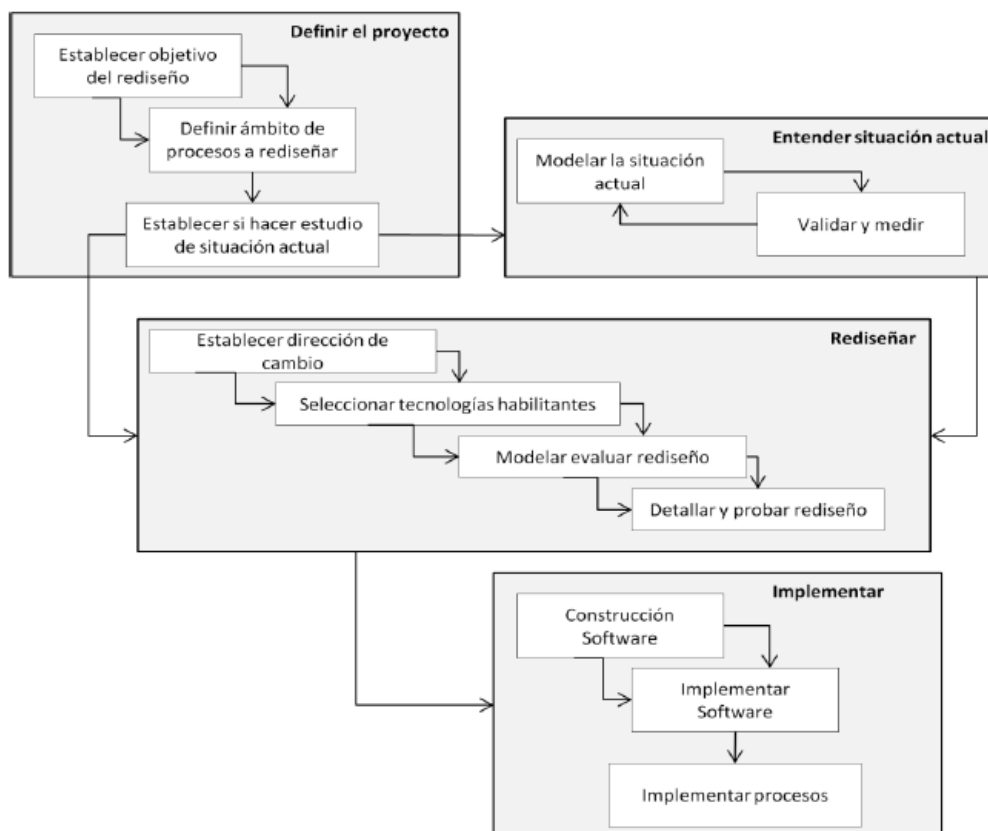 Definir el proyecto
Establecer objetivo
del rediseño
Definir ámbito de
procesos a rediseñar
Establecer si hacer estudio
de situación actual
Entender situación actual
Modelar la situación
actual
Validar y medir
Rediseñar
Establecer dirección de
cambio
Seleccionar tecnologías habilitantes
Modelar evaluar rediseño
Detallar y probar rediseño
Implementar
Construcción
Software
Implementar
Software
Implementar procesos